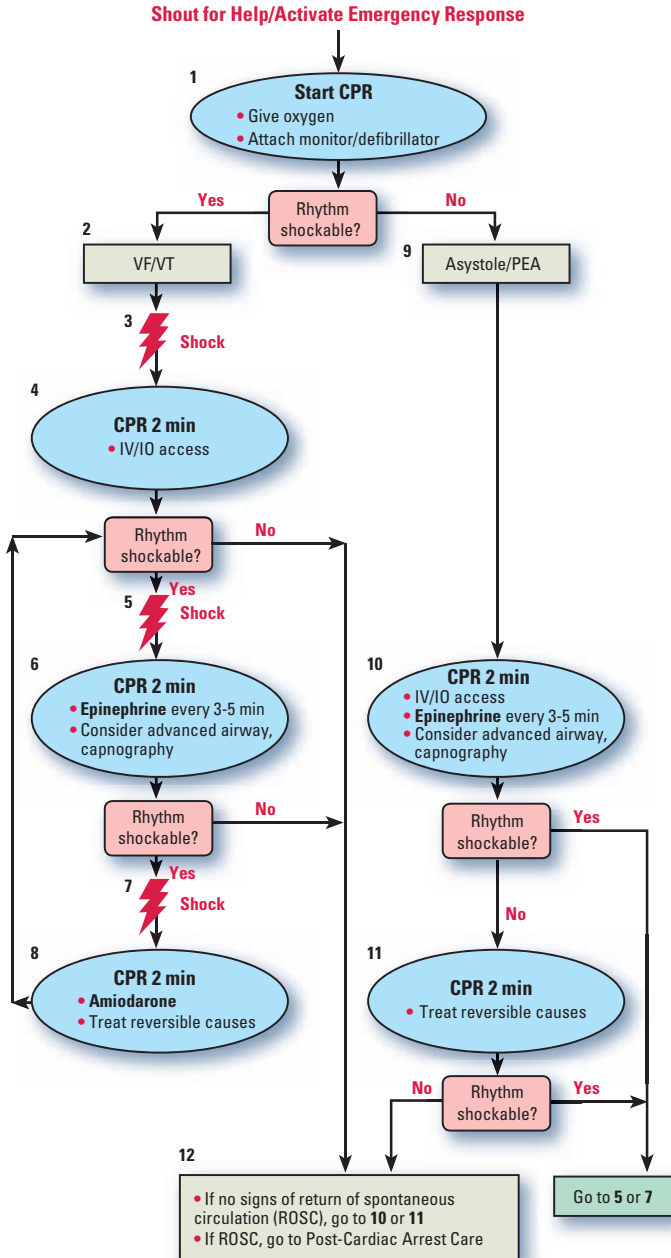 Shout for Help/Activate Emergency Response
1
Start CPR
• Give oxygen
• Attach monitor/defibrillator
Rhythm
shockable?
Yes
No
2
VF/VT
9
Asystole/PEA
3
Shock
4
CPR 2 min
• IV/IO access
Rhythm
shockable?
No
Yes
5
Shock
6
CPR 2 min
• Epinephrine every 3-5 min
• Consider advanced airway,
capnography
10
CPR 2 min
• IV/IO access
• Epinephrine every 3-5 min
• Consider advanced airway,
capnography
Rhythm
shockable?
No
Yes
7
Shock
Rhythm
shockable?
Yes
No
8
CPR 2 min
• Amiodarone
• Treat reversible causes
11
CPR 2 min
• Treat reversible causes
Rhythm
shockable?
No
Yes
12
• If no signs of return of spontaneous
circulation (ROSC), go to 10 or 11
• If ROSC, go to Post-Cardiac Arrest Care
Go to 5 or 7